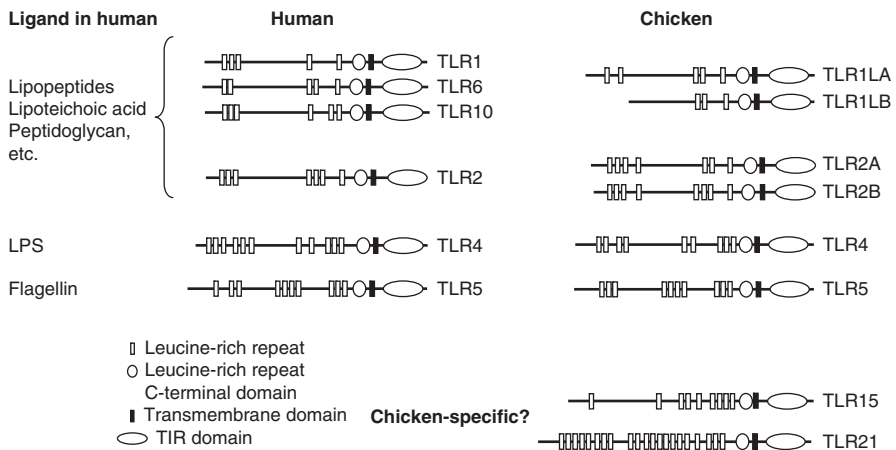 Ligand in human Human Chicken
TLR1
TLR6
TLR10
TLR2
Lipopeptides
Lipoteichoic acid
Peptidoglycan,
etc.
TLR1LA
TLR1LB
TLR2A
TLR2B
LPS TLR4 TLR4
Flagellin TLR5 TLR5
Leucine-rich repeat
Leucine-rich repeat
C-terminal domain
Transmembrane domain
TIR domain
Chicken-specific?
TLR15
TLR21